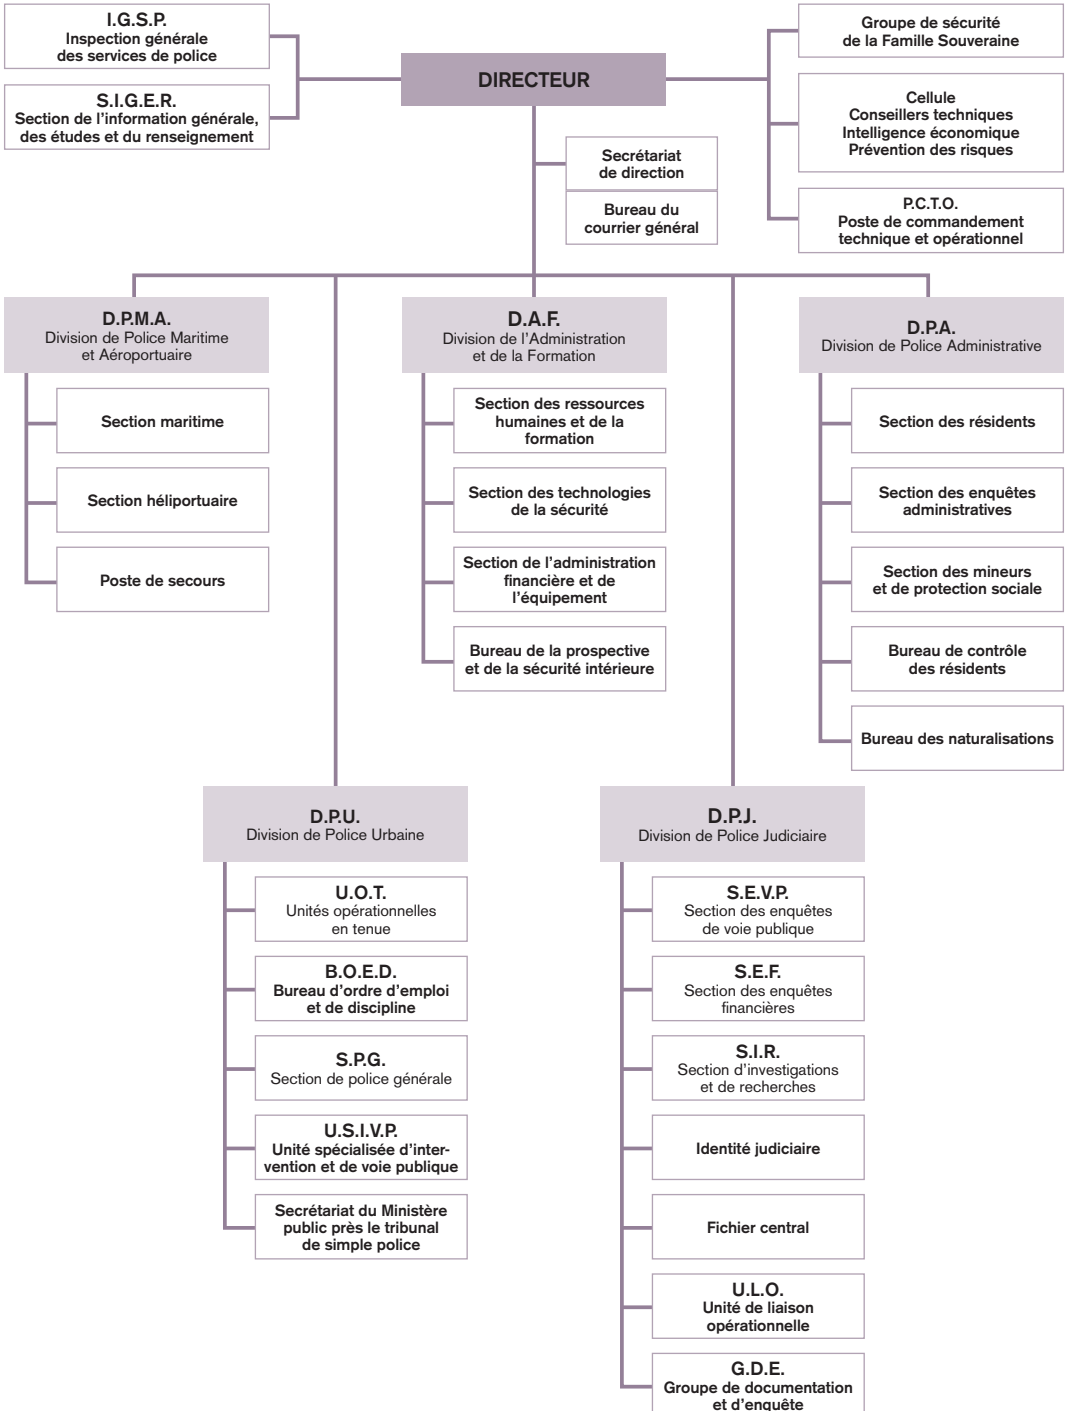 I.G.S.P.
Inspection générale
des services de police
S.I.G.E.R.
Section de l'information générale,
des études et du renseignement
DIRECTEUR
Groupe de sécurité
de la Famille Souveraine
Cellule
Conseillers techniques
Intelligence économique
Prévention des risques
P.C.T.O.
Poste de commandement
technique et opérationnel
Secrétariat
de direction
Bureau du
courrier général
D.P.M.A.
Division de Police Maritime
et Aéroportuaire
Section maritime
Section héliportuaire
Poste de secours
D.A.F.
Division de l'Administration
et de la Formation
Section des ressources
humaines et de la
formation
Section des technologies
de la sécurité
Section de l'administration
financière et de
l'équipement
Bureau de la prospective
et de la sécurité intérieure
D.P.A.
Division de Police Administrative
Section des résidents
Section des enquêtes
administratives
Section des mineurs
et de protection sociale
Bureau de contrôle
des résidents
Bureau des naturalisations
D.P.U.
Division de Police Urbaine
U.O.T.
Unités opérationnelles
en tenue
B.O.E.D.
Bureau d'ordre d'emploi
et de discipline
S.P.G.
Section de police générale
U.S.I.V.P.
Unité spécialisée d'inter-
vention et de voie publique
Secrétariat du Ministère
public près le tribunal
de simple police
D.P.J.
Division de Police Judiciaire
S.E.V.P.
Section des enquêtes
de voie publique
S.E.F.
Section des enquêtes
financières
S.I.R.
Section d'investigations
et de recherches
Identité judiciaire
Fichier central
U.L.O.
Unité de liaison
opérationnelle
G.D.E.
Groupe de documentation
et d'enquête